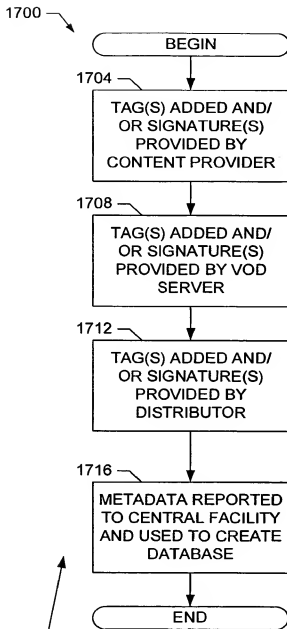 1700
BEGIN
1704
TAG(S) ADDED AND/
OR SIGNATURE(S)
PROVIDED BY
CONTENT PROVIDER
1708
TAG(S) ADDED AND/
OR SIGNATURE(S)
PROVIDED BY VOD
SERVER
1712
TAG(S) ADDED AND/
OR SIGNATURE(S)
PROVIDED BY
DISTRIBUTOR
1716
METADATA REPORTED
TO CENTRAL FACILITY
AND USED TO CREATE
DATABASE
END